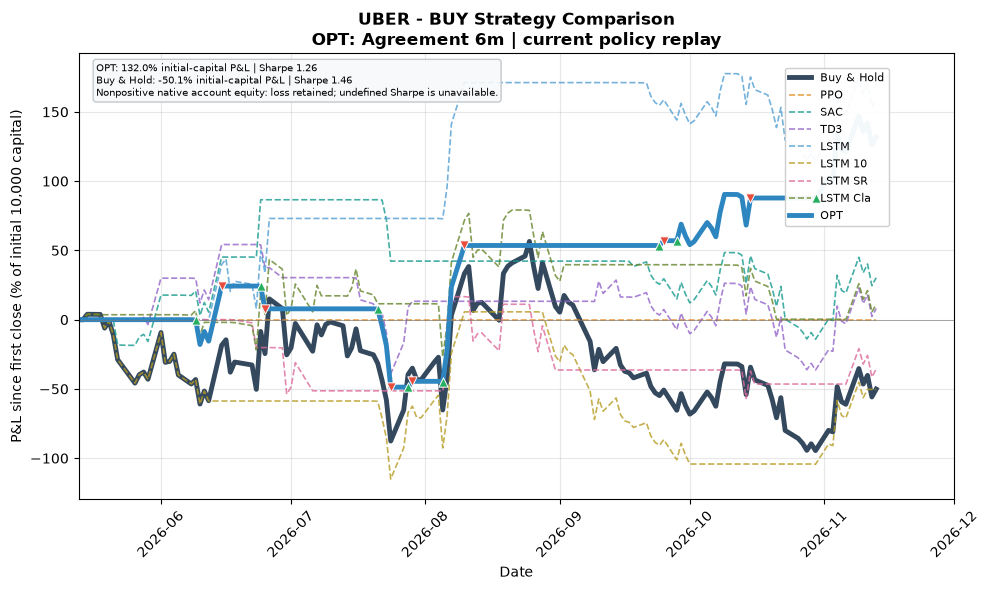 UBER - BUY Strategy Comparison
OPT: Agreement 6m | current policy replay
OPT: 132.0% initial-capital P&L | Sharpe 1.26
Buy & Hold: -50.1% initial-capital P&L | Sharpe 1.46
Nonpositive native account equity: loss retained; undefined Sharpe is unavailable.
Buy & Hold
PPO
SAC
TD3
LSTM
LSTM 10
LSTM SR
LSTM Cla
OPT
P&L since first close (% of initial 10,000 capital)
150
100
50
0
−50
−100
2026-06
2026-07
2026-08
2026-09
2026-10
2026-11
2026-12
Date